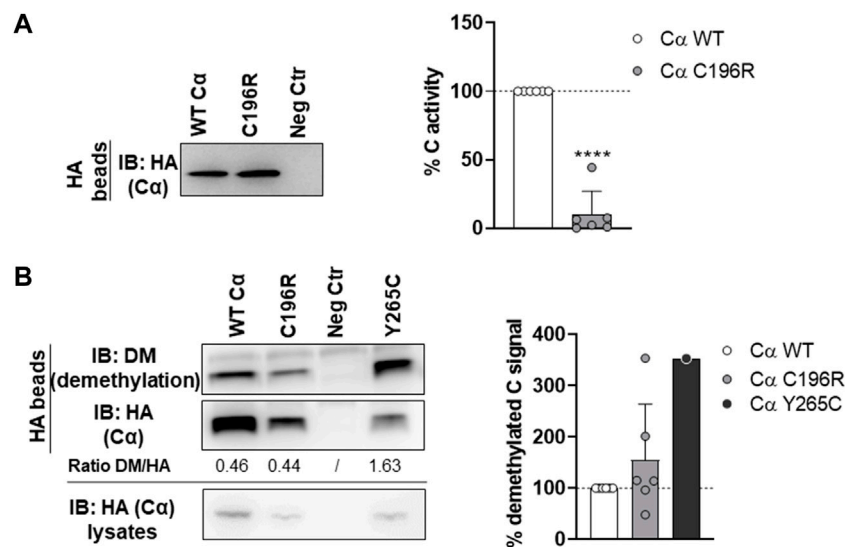 A
WT Cα
C196R
Neg Ctr
HA
beads
IB: HA
(Cα)
% C activity
150
100
50
0
****
Cα WT
Cα C196R
B
WT Cα
C196R
Neg Ctr
Y265C
HA beads
IB: DM
(demethylation)
IB: HA
(Cα)
Ratio DM/HA 0.46 0.44 / 1.63
IB: HA (Cα)
lysates
% demethylated C signal
400
300
200
100
0
Cα WT
Cα C196R
Cα Y265C